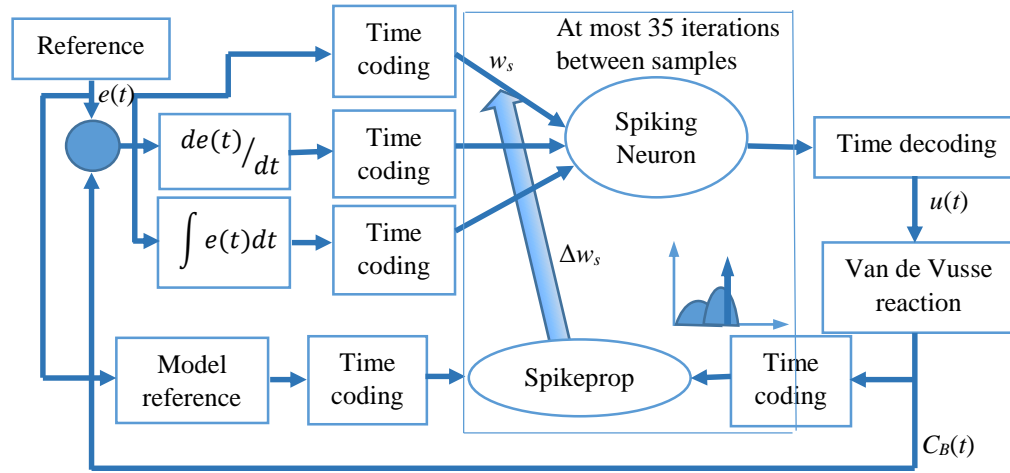 Reference
e(t)
Time
coding
w_s
At most 35 iterations
between samples
de(t)/dt
Time
coding
Spiking
Neuron
Time decoding
u(t)
∫ e(t)dt
Time
coding
Δw_s
Van de Vusse
reaction
Model
reference
Time
coding
Spikeprop
Time
coding
C_B(t)